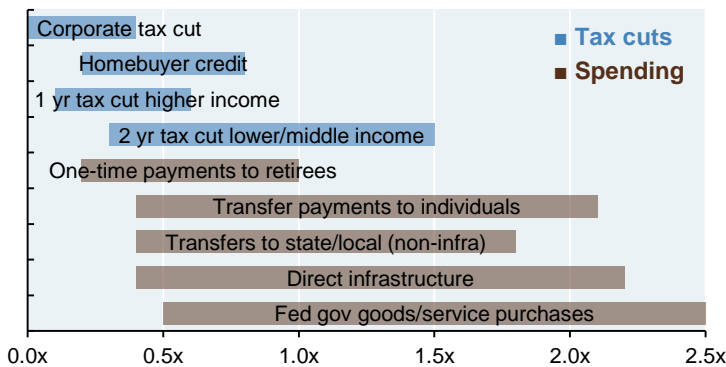 Corporate tax cut
Tax cuts
Homebuyer credit
Spending
1 yr tax cut higher income
2 yr tax cut lower/middle income
One-time payments to retirees
Transfer payments to individuals
Transfers to state/local (non-infra)
Direct infrastructure
Fed gov goods/service purchases
0.0x 0.5x 1.0x 1.5x 2.0x 2.5x